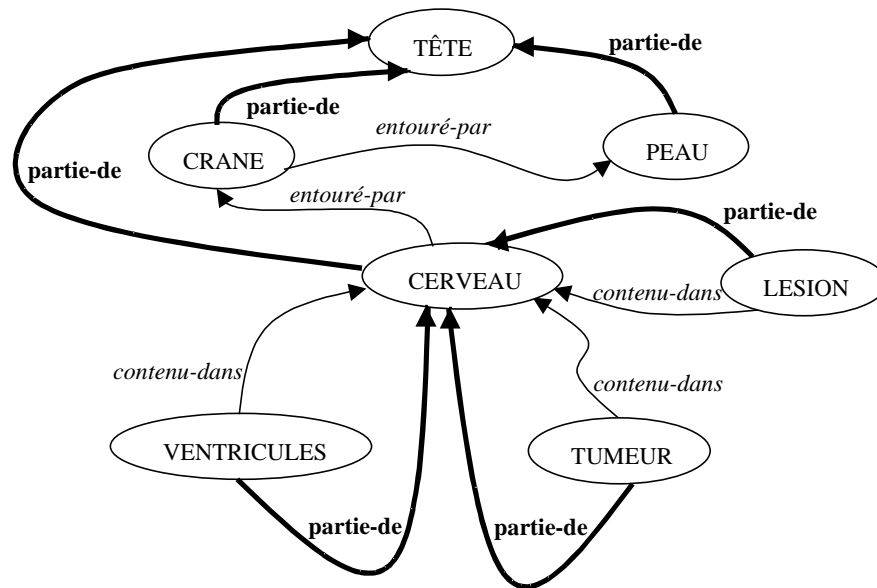 TÊTE
partie-de
partie-de
entouré-par
CRANE
PEAU
partie-de
entouré-par
partie-de
CERVEAU
contenu-dans
LESION
contenu-dans
contenu-dans
VENTRICULES
TUMEUR
partie-de
partie-de